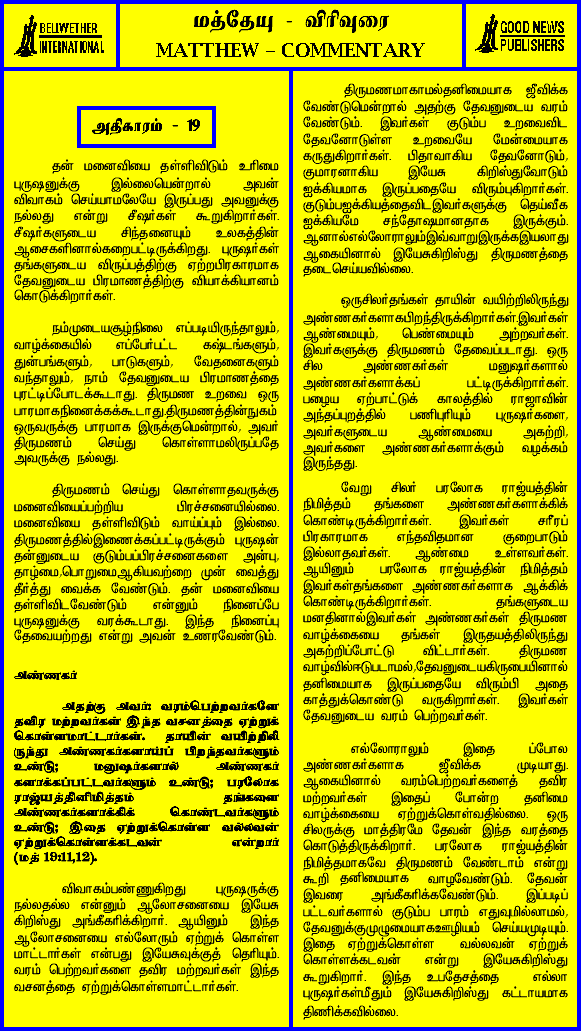 BELLWETHER
INTERNATIONAL
மத்தேயு - விரிவுரை
MATTHEW – COMMENTARY
GOOD NEWS
PUBLISHERS
அதிகாரம் - 19
தன் மனைவியை தள்ளிவிடும் உரிமை
புருஷனுக்கு இல்லையென்றால் அவன்
விவாகம் செய்யாமலேயே இருப்பது அவனுக்கு
நல்லது என்று சீஷர்கள் கூறுகிறார்கள்.
சீஷர்களுடைய சிந்தனையும் உலகத்தின்
ஆசைகளினால்கறைபட்டிருக்கிறது. புருஷர்கள்
தங்களுடைய விருப்பத்திற்கு ஏற்றபிரகாரமாக
தேவனுடைய பிரமாணத்திற்கு வியாக்கியானம்
கொடுக்கிறார்கள்.
நம்முடையசூழ்நிலை எப்படியிருந்தாலும்,
வாழ்க்கையில் எப்பேர்பட்ட கஷ்டங்களும்,
துன்பங்களும், பாடுகளும், வேதனைகளும்
வந்தாலும், நாம் தேவனுடைய பிரமாணத்தை
புரட்டிப்போடக்கூடாது. திருமண உறவை ஒரு
பாரமாகநினைக்கக்கூடாது.திருமணத்தின்நுகம்
ஒருவருக்கு பாரமாக இருக்குமென்றால், அவர்
திருமணம் செய்து கொள்ளாமலிருப்பதே
அவருக்கு நல்லது.
திருமணம் செய்து கொள்ளாதவருக்கு
மனைவியைப்பற்றிய பிரச்சனையில்லை.
மனைவியை தள்ளிவிடும் வாய்ப்பும் இல்லை.
திருமணத்தில்இணைக்கப்பட்டிருக்கும் புருஷன்
தன்னுடைய குடும்பப்பிரச்சனைகளை அன்பு,
தாழ்மை,பொறுமைஆகியவற்றை முன் வைத்து
தீர்த்து வைக்க வேண்டும். தன் மனைவியை
தள்ளிவிடவேண்டும் என்னும் நினைப்பே
புருஷனுக்கு வரக்கூடாது. இந்த நினைப்பு
தேவையற்றது என்று அவன் உணரவேண்டும்.
அண்ணகர்
அதற்கு அவர்: வரம்பெற்றவர்களே
தவிர மற்றவர்கள் இந்த வசனத்தை ஏற்றுக்
கொள்ளமாட்டார்கள். தாயின் வயிற்றிலி
ருந்து அண்ணகர்களாய்ப் பிறந்தவர்களும்
உண்டு; மனுஷர்களால் அண்ணகர்
களாக்கப்பட்டவர்களும் உண்டு; பரலோக
ராஜ்யத்தினிமித்தம் தங்களை
அண்ணகர்களாக்கிக் கொண்டவர்களும்
உண்டு; இதை ஏற்றுக்கொள்ள வல்லவன்
ஏற்றுக்கொள்ளக்கடவன் என்றார்
(மத் 19:11,12).
விவாகம்பண்ணுகிறது புருஷருக்கு
நல்லதல்ல என்னும் ஆலோசனையை இயேசு
கிறிஸ்து அங்கீகரிக்கிறார். ஆயினும் இந்த
ஆலோசனையை எல்லோரும் ஏற்றுக் கொள்ள
மாட்டார்கள் என்பது இயேசுவுக்குத் தெரியும்.
வரம் பெற்றவர்களை தவிர மற்றவர்கள் இந்த
வசனத்தை ஏற்றுக்கொள்ளமாட்டார்கள்.
திருமணமாகாமல்தனிமையாக ஜீவிக்க
வேண்டுமென்றால் அதற்கு தேவனுடைய வரம்
வேண்டும். இவர்கள் குடும்ப உறவைவிட
தேவனோடுள்ள உறவையே மேன்மையாக
கருதுகிறார்கள். பிதாவாகிய தேவனோடும்,
குமாரனாகிய இயேசு கிறிஸ்துவோடும்
ஐக்கியமாக இருப்பதையே விரும்புகிறார்கள்.
குடும்பஐக்கியத்தைவிடஇவர்களுக்கு தெய்வீக
ஐக்கியமே சந்தோஷமானதாக இருக்கும்.
ஆனால்எல்லோராலும்இவ்வாறுஇருக்கஇயலாது
ஆகையினால் இயேசுகிறிஸ்து திருமணத்தை
தடைசெய்யவில்லை.
ஒருசிலர்தங்கள் தாயின் வயிற்றிலிருந்து
அண்ணகர்களாகபிறந்திருக்கிறார்கள்.இவர்கள்
ஆண்மையும், பெண்மையும் அற்றவர்கள்.
இவர்களுக்கு திருமணம் தேவைப்படாது. ஒரு
சில அண்ணகர்கள் மனுஷர்களால்
அண்ணகர்களாக்கப் பட்டிருக்கிறார்கள்.
பழைய ஏற்பாட்டுக் காலத்தில் ராஜாவின்
அந்தப்புறத்தில் பணிபுரியும் புருஷர்களை,
அவர்களுடைய ஆண்மையை அகற்றி,
அவர்களை அண்ணகர்களாக்கும் வழக்கம்
இருந்தது.
வேறு சிலர் பரலோக ராஜ்யத்தின்
நிமித்தம் தங்களை அண்ணகர்களாக்கிக்
கொண்டிருக்கிறார்கள். இவர்கள் சரீரப்
பிரகாரமாக எந்தவிதமான குறைபாடும்
இல்லாதவர்கள். ஆண்மை உள்ளவர்கள்.
ஆயினும் பரலோக ராஜ்யத்தின் நிமித்தம்
இவர்கள்தங்களை அண்ணகர்களாக ஆக்கிக்
கொண்டிருக்கிறார்கள். தங்களுடைய
மனதினால்இவர்கள் அண்ணகர்கள் திருமண
வாழ்க்கையை தங்கள் இருதயத்திலிருந்து
அகற்றிப்போட்டு விட்டார்கள். திருமண
வாழ்வில்ஈடுபடாமல்,தேவனுடையகிருபையினால்
தனிமையாக இருப்பதையே விரும்பி அதை
காத்துக்கொண்டு வருகிறார்கள். இவர்கள்
தேவனுடைய வரம் பெற்றவர்கள்.
எல்லோராலும் இதை ப்போல
அண்ணகர்களாக ஜீவிக்க முடியாது.
ஆகையினால் வரம்பெற்றவர்களைத் தவிர
மற்றவர்கள் இதைப் போன்ற தனிமை
வாழ்க்கையை ஏற்றுக்கொள்வதில்லை. ஒரு
சிலருக்கு மாத்திரமே தேவன் இந்த வரத்தை
கொடுத்திருக்கிறார். பரலோக ராஜ்யத்தின்
நிமித்தமாகவே திருமணம் வேண்டாம் என்று
கூறி தனிமையாக வாழவேண்டும். தேவன்
இவரை அங்கீகரிக்கவேண்டும். இப்படிப்
பட்டவர்களால் குடும்ப பாரம் எதுவுமில்லாமல்,
தேவனுக்குமுழுமையாகஊழியம் செய்யமுடியும்.
இதை ஏற்றுக்கொள்ள வல்லவன் ஏற்றுக்
கொள்ளக்கடவன் என்று இயேசுகிறிஸ்து
கூறுகிறார். இந்த உபதேசத்தை எல்லா
புருஷர்கள்மீதும் இயேசுகிறிஸ்து கட்டாயமாக
திணிக்கவில்லை.